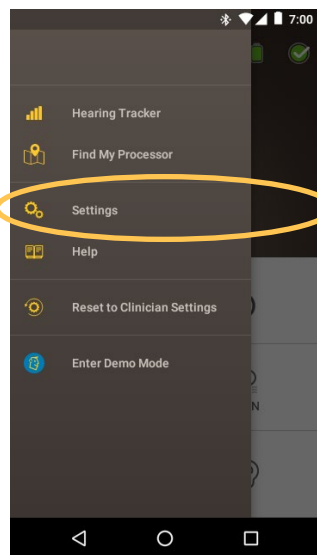 7:00
Hearing Tracker
Find My Processor
Settings
Help
Reset to Clinician Settings
Enter Demo Mode
N